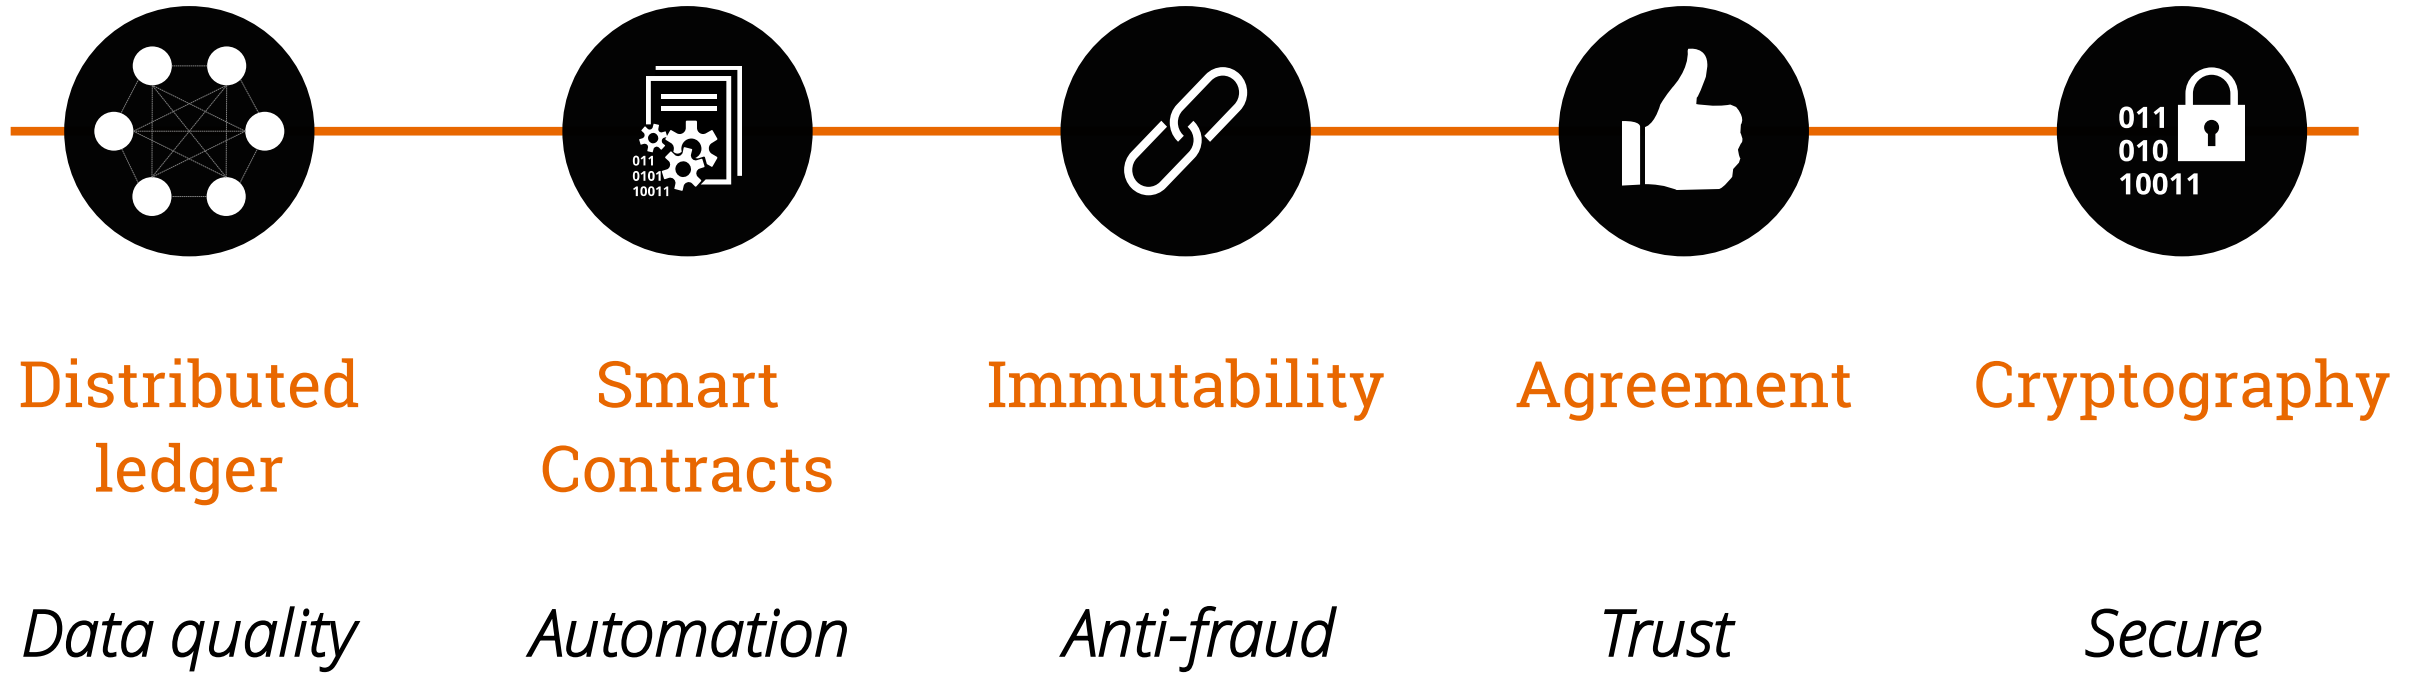 011
0101
10011
011
010
10011
Distributed
ledger
Smart
Contracts
Immutability
Agreement
Cryptography
Data quality
Automation
Anti-fraud
Trust
Secure